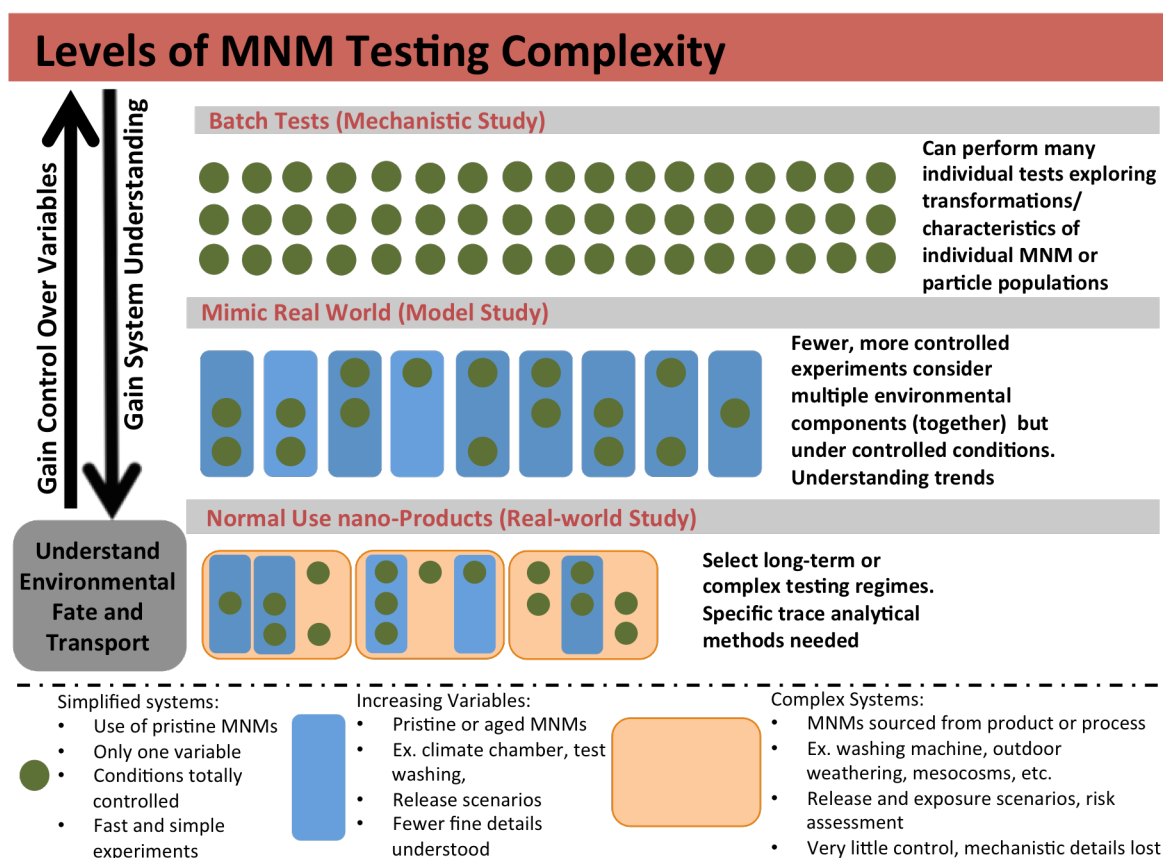 Levels of MNM Testing Complexity
Gain Control Over Variables
Gain System Understanding
Batch Tests (Mechanistic Study)
Can perform many
individual tests exploring
transformations/
characteristics of
individual MNM or
particle populations
Mimic Real World (Model Study)
Fewer, more controlled
experiments consider
multiple environmental
components (together) but
under controlled conditions.
Understanding trends
Normal Use nano-Products (Real-world Study)
Understand
Environmental
Fate and
Transport
Select long-term or
complex testing regimes.
Specific trace analytical
methods needed
Simplified systems:
• Use of pristine MNMs
• Only one variable
• Conditions totally
controlled
• Fast and simple
experiments
Increasing Variables:
• Pristine or aged MNMs
• Ex. climate chamber, test
washing,
• Release scenarios
• Fewer fine details
understood
Complex Systems:
• MNMs sourced from product or process
• Ex. washing machine, outdoor
weathering, mesocosms, etc.
• Release and exposure scenarios, risk
assessment
• Very little control, mechanistic details lost